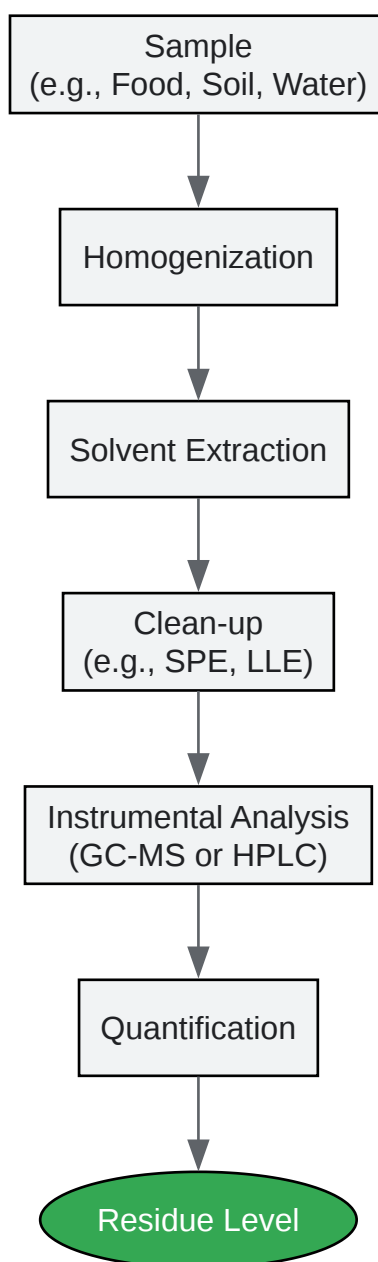 Sample
(e.g., Food, Soil, Water)
Homogenization
Solvent Extraction
Clean-up
(e.g., SPE, LLE)
Instrumental Analysis
(GC-MS or HPLC)
Quantification
Residue Level